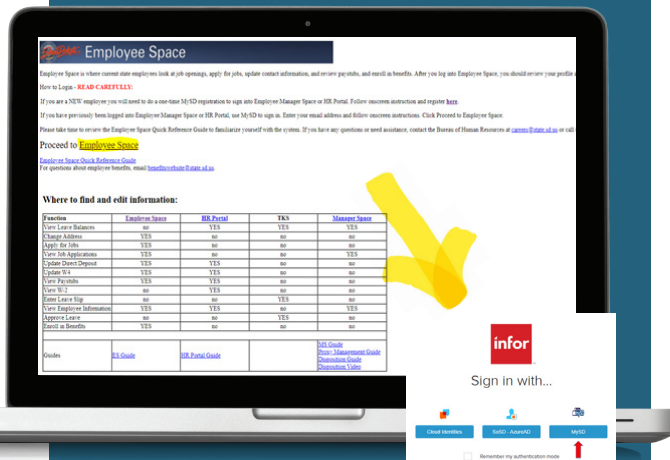 Employee Space
Employee Space is where current state employees look at job openings, apply for jobs, update contact information, and review paystubs, and enroll in benefits. After you log into Employee Space, you should review your profile
How to Login - READ CAREFULLY:
If you are a NEW employee you will need to do a one-time MySD registration to sign into Employee Manager Space or HR Portal. Follow onscreen instruction and register here.
If you have previously been logged into Employee Manager Space or HR Portal, use MySD to sign in. Enter your email address and follow onscreen instructions. Click Proceed to Employee Space.
Please take time to review the Employee Space Quick Reference Guide to familiarize yourself with the system. If you have any questions or need assistance, contact the Bureau of Human Resources at careers@state.sd.us or call
Proceed to Employee Space
Employee Space Quick Reference Guide
For questions about employee benefits, email benefitswebsite@state.sd.us.
Where to find and edit information:
Function Employee Space HR Portal TKS Manager Space
View Leave Balances no YES YES YES
Change Address YES no no no
Apply for Jobs YES no no no
View Job Applications YES no no YES
Update Direct Deposit YES YES no no
Update W4 YES YES no no
View Paystubs YES YES no no
View W-2 no YES no no
Enter Leave Slip no no YES no
View Employee Information YES YES no YES
Approve Leave no no YES no
Enroll in Benefits YES no no no
Guides ES Guide HR Portal Guide MS Guide
Proxy Management Guide
Disposition Guide
Disposition Video
infor
Sign in with...
Cloud Identities SoSD - AzureAD MySD
Remember my authentication mode